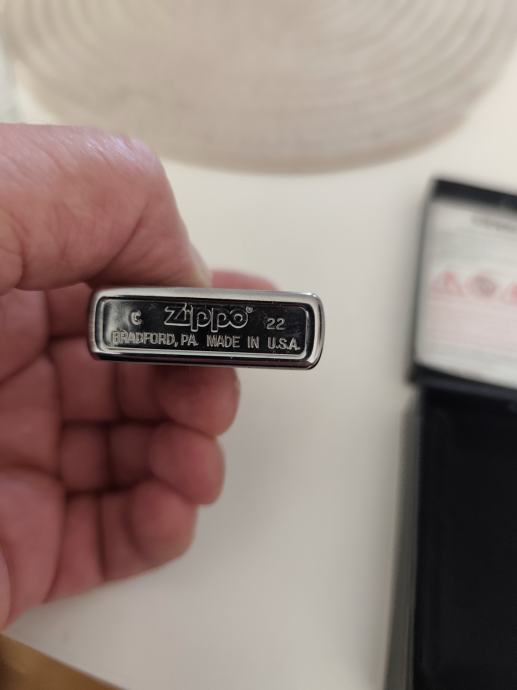 C Zippo® 22
BRADFORD, PA. MADE IN U.S.A.